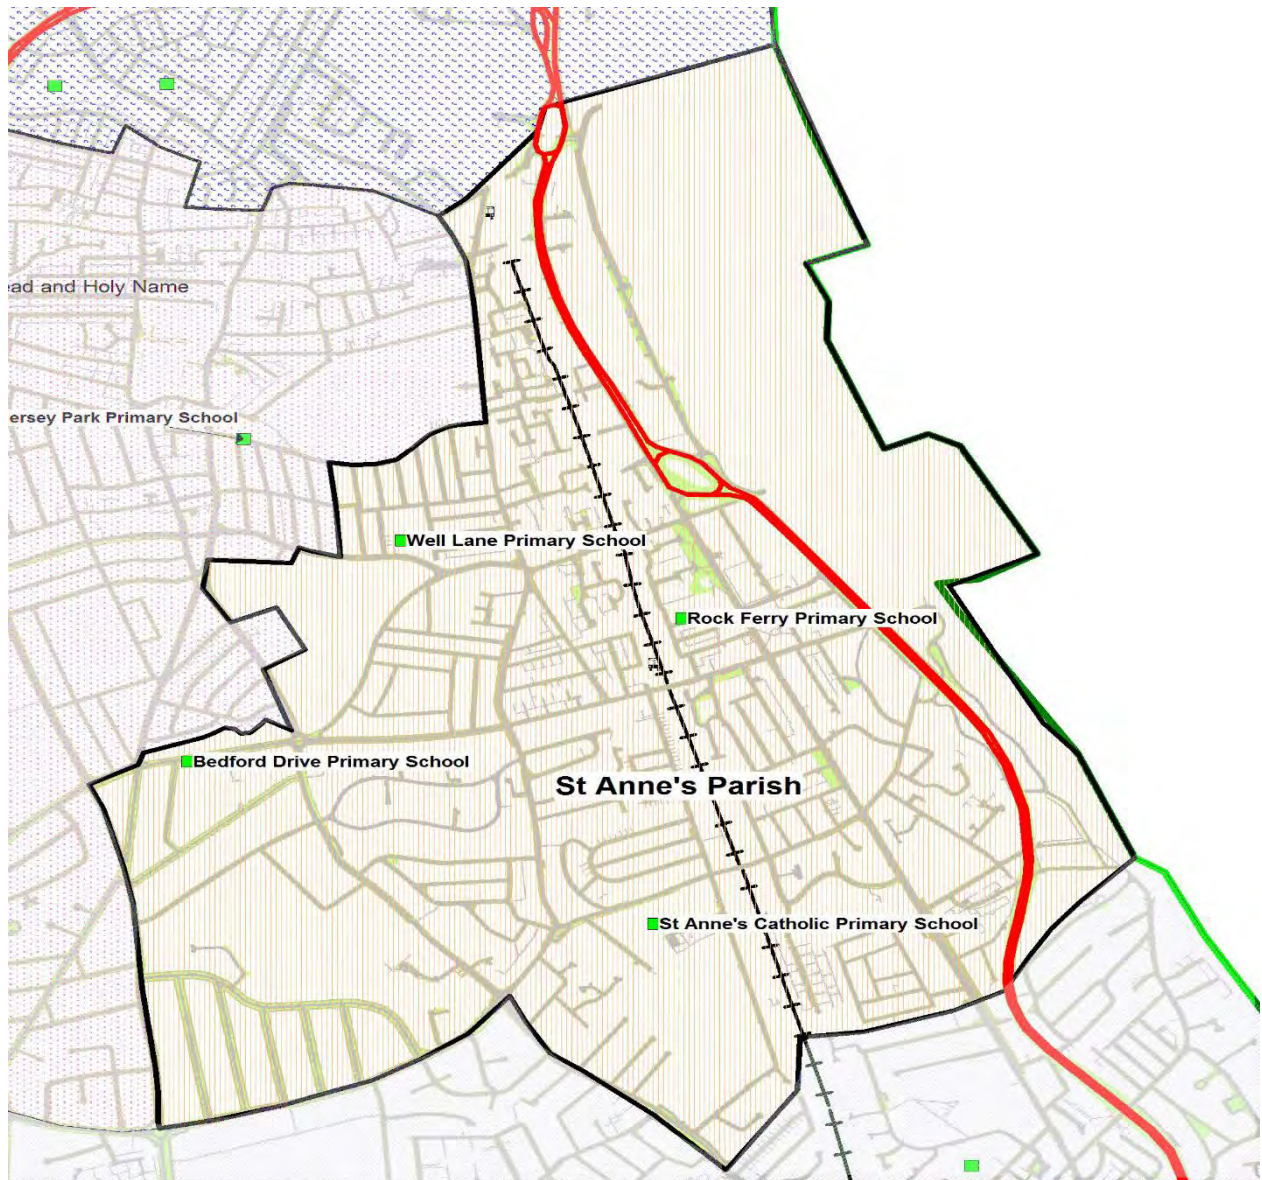 ead and Holy Name
ersey Park Primary School
Well Lane Primary School
Rock Ferry Primary School
Bedford Drive Primary School
St Anne's Parish
St Anne's Catholic Primary School